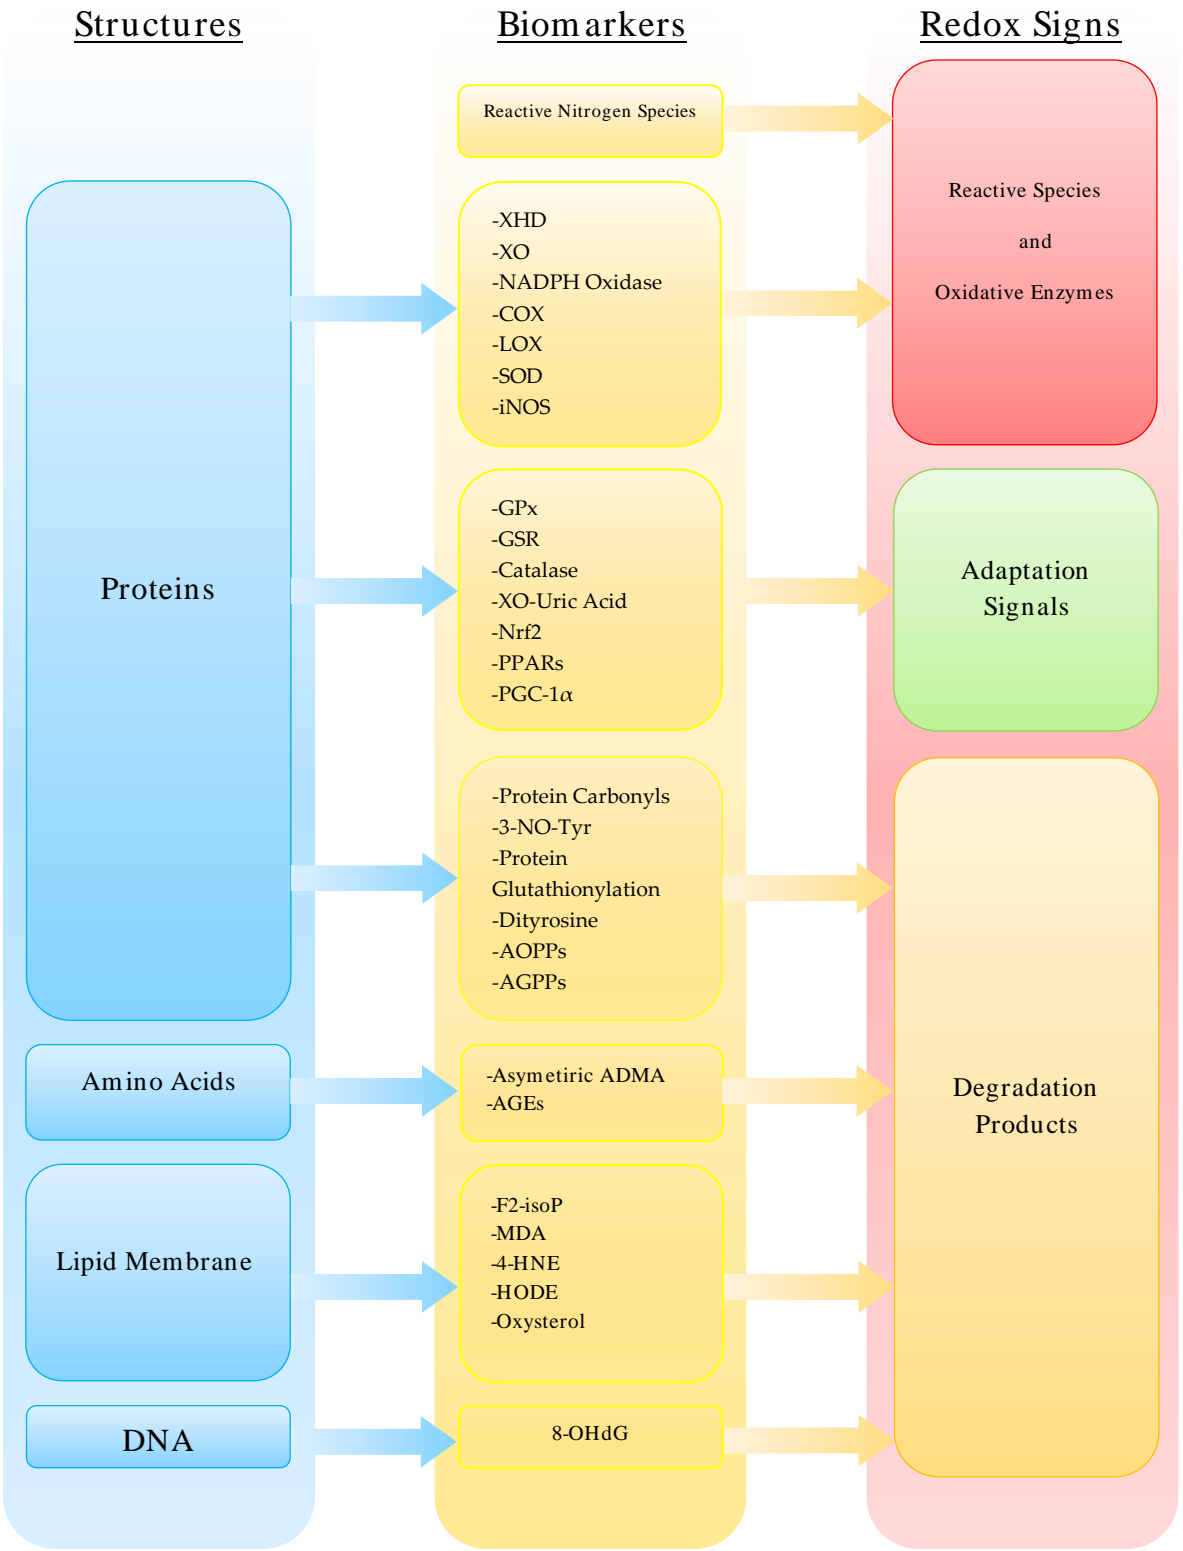 Structures
Biomarkers
Redox Signs
Reactive Nitrogen Species
Reactive Species
and
Oxidative Enzymes
-XHD
-XO
-NADPH Oxidase
-COX
-LOX
-SOD
-iNOS
Proteins
-GPx
-GSR
-Catalase
-XO-Uric Acid
-Nrf2
-PPARs
-PGC-1α
Adaptation
Signals
-Protein Carbonyls
-3-NO-Tyr
-Protein
Glutathionylation
-Dityrosine
-AOPPs
-AGPPs
Amino Acids
-Asymetiric ADMA
-AGEs
Degradation
Products
Lipid Membrane
-F2-isoP
-MDA
-4-HNE
-HODE
-Oxysterol
DNA
8-OHdG